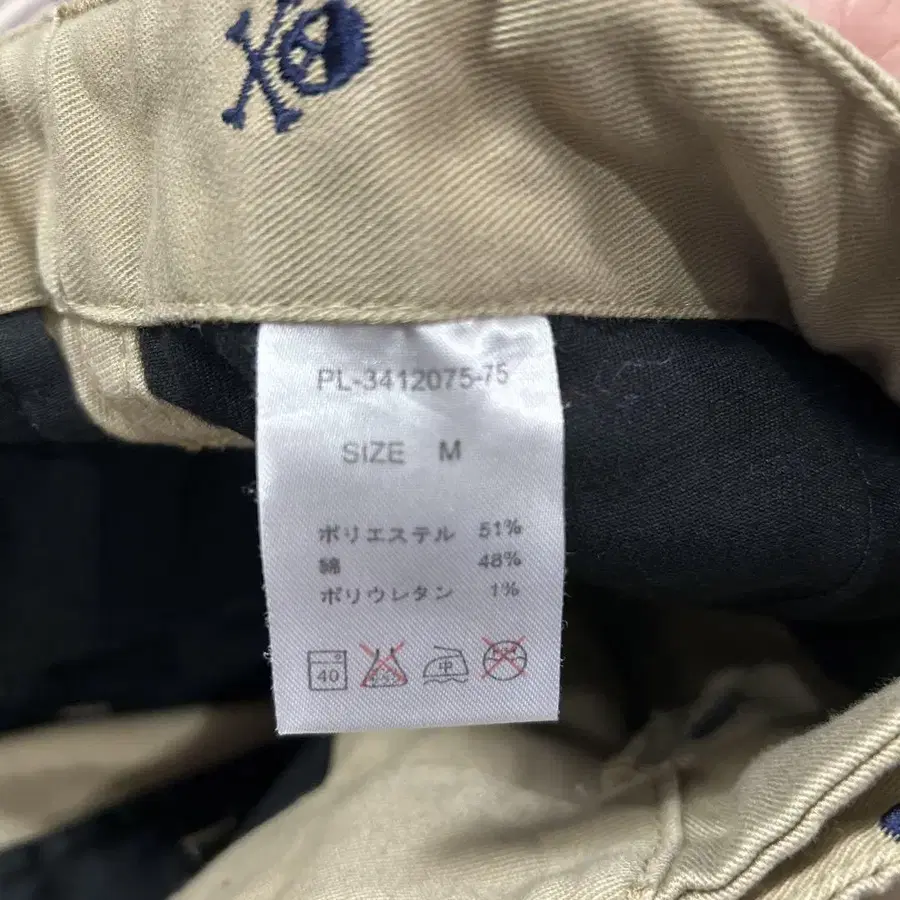 PL-3412075-75
SIZE M
ポリエステル 51%
綿 48%
ポリウレタン 1%
40 中